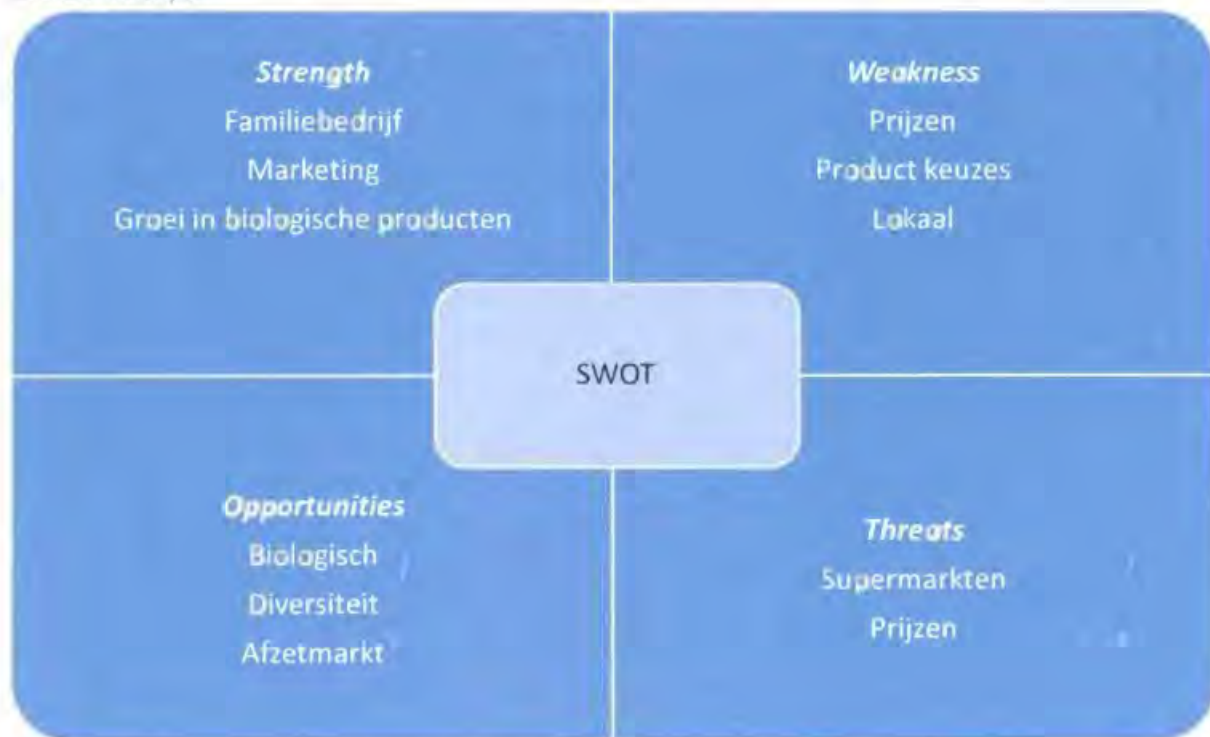 Strength
Familiebedrijf
Marketing
Groei in biologische producten
Weakness
Prijzen
Product keuzes
Lokaal
SWOT
Opportunities
Biologisch
Diversiteit
Afzetmarkt
Threats
Supermarkten
Prijzen